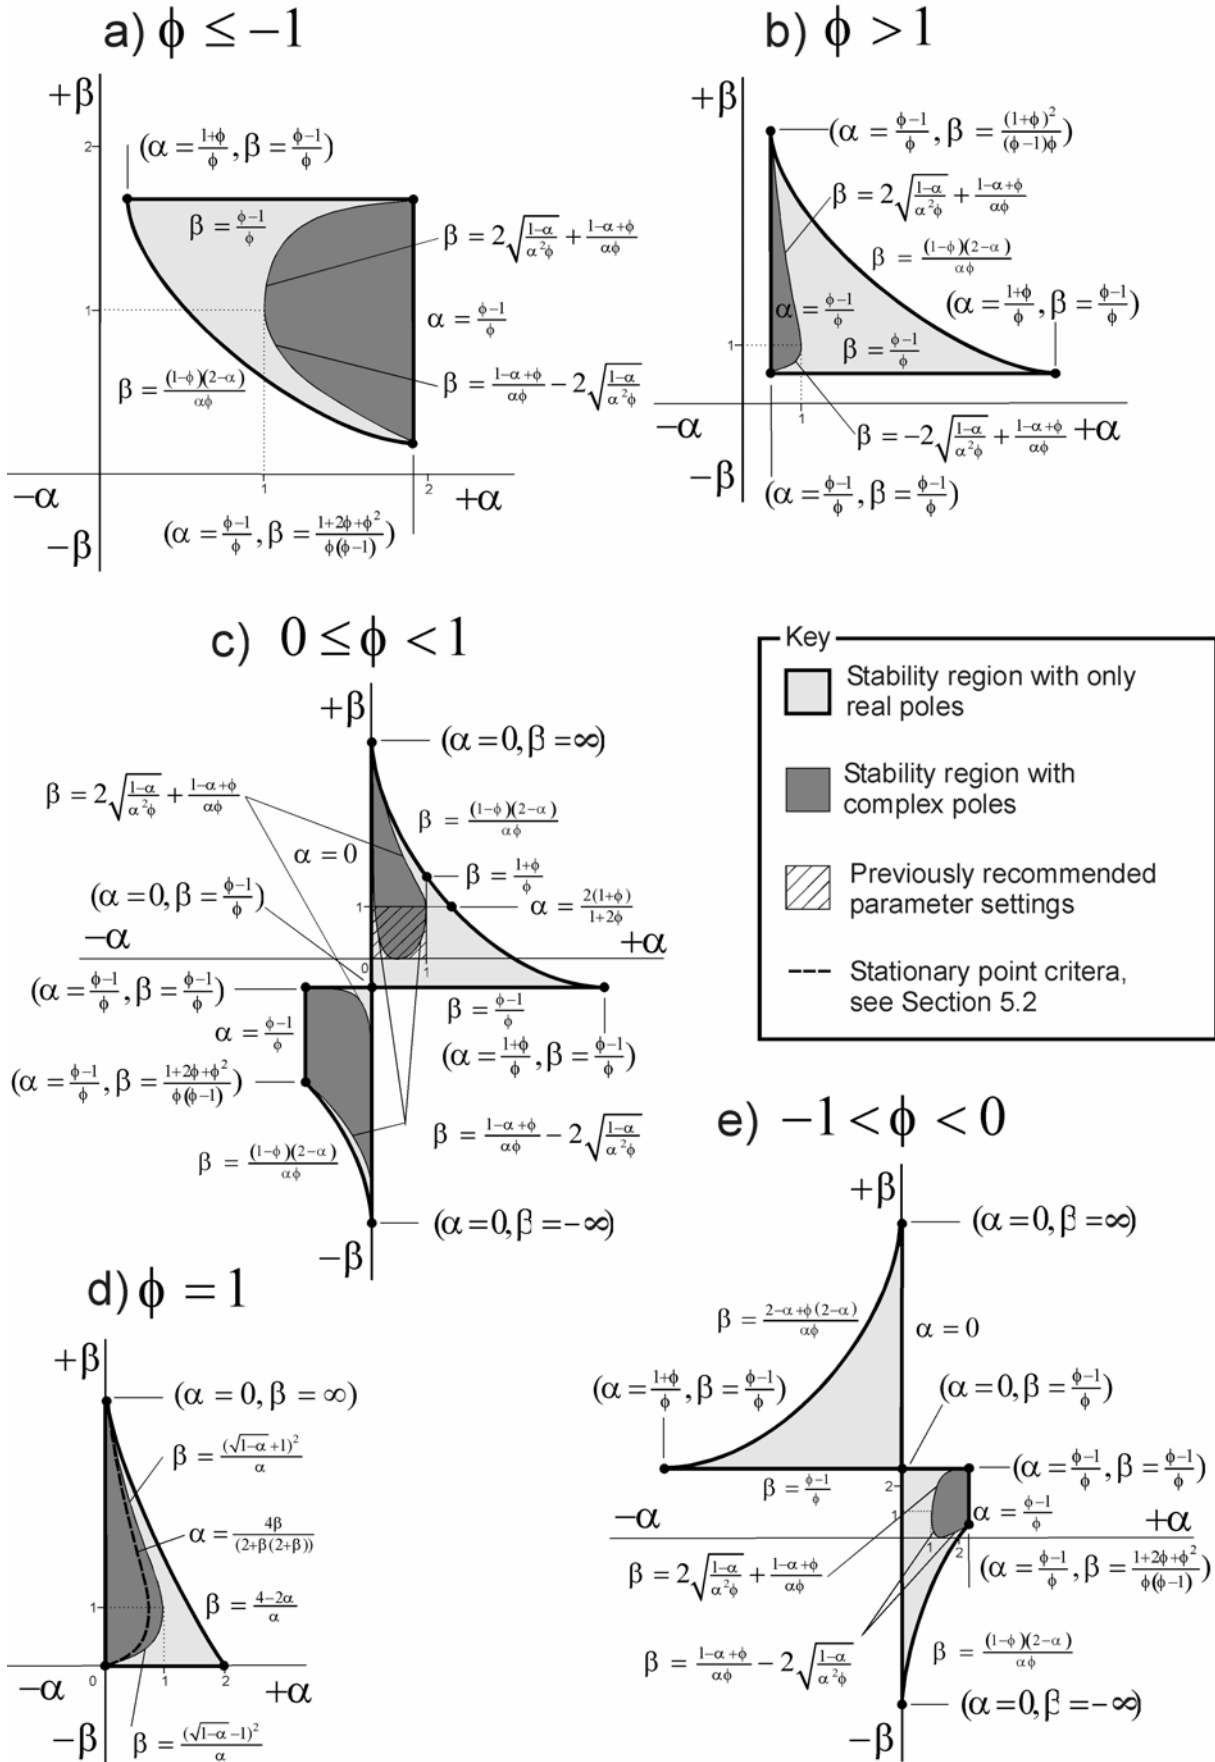 a) ϕ ≤ −1
+β
2
(α = (1+ϕ)/ϕ, β = (ϕ−1)/ϕ)
β = (ϕ−1)/ϕ
β = 2√((1−α)/(α²ϕ)) + (1−α+ϕ)/(αϕ)
1
α = (ϕ−1)/ϕ
β = ((1−ϕ)(2−α))/(αϕ)
β = (1−α+ϕ)/(αϕ) − 2√((1−α)/(α²ϕ))
−α
1
2
+α
(α = (ϕ−1)/ϕ, β = (1+2ϕ+ϕ²)/(ϕ(ϕ−1)))
−β
b) ϕ > 1
+β
(α = (ϕ−1)/ϕ, β = (1+ϕ)²/((ϕ−1)ϕ))
β = 2√((1−α)/(α²ϕ)) + (1−α+ϕ)/(αϕ)
β = ((1−ϕ)(2−α))/(αϕ)
α = (ϕ−1)/ϕ
(α = (1+ϕ)/ϕ, β = (ϕ−1)/ϕ)
1
β = (ϕ−1)/ϕ
−α
1
β = −2√((1−α)/(α²ϕ)) + (1−α+ϕ)/(αϕ)
+α
−β
(α = (ϕ−1)/ϕ, β = (ϕ−1)/ϕ)
c) 0 ≤ ϕ < 1
+β
(α = 0, β = ∞)
β = 2√((1−α)/(α²ϕ)) + (1−α+ϕ)/(αϕ)
β = ((1−ϕ)(2−α))/(αϕ)
α = 0
β = (1+ϕ)/ϕ
(α = 0, β = (ϕ−1)/ϕ)
1
α = 2(1+ϕ)/(1+2ϕ)
−α
+α
0
1
(α = (ϕ−1)/ϕ, β = (ϕ−1)/ϕ)
β = (ϕ−1)/ϕ
α = (ϕ−1)/ϕ
(α = (1+ϕ)/ϕ, β = (ϕ−1)/ϕ)
(α = (ϕ−1)/ϕ, β = (1+2ϕ+ϕ²)/(ϕ(ϕ−1)))
β = (1−α+ϕ)/(αϕ) − 2√((1−α)/(α²ϕ))
β = ((1−ϕ)(2−α))/(αϕ)
(α = 0, β = −∞)
−β
Key
Stability region with only
real poles
Stability region with
complex poles
Previously recommended
parameter settings
Stationary point critera,
see Section 5.2
d) ϕ = 1
+β
(α = 0, β = ∞)
β = (√(1−α)+1)²/α
α = 4β/((2+β(2+β)))
β = (4−2α)/α
1
0
1
2
−α
+α
−β
β = (√(1−α)−1)²/α
e) −1 < ϕ < 0
+β
(α = 0, β = ∞)
β = (2−α+ϕ(2−α))/(αϕ)
α = 0
(α = (1+ϕ)/ϕ, β = (ϕ−1)/ϕ)
(α = 0, β = (ϕ−1)/ϕ)
(α = (ϕ−1)/ϕ, β = (ϕ−1)/ϕ)
β = (ϕ−1)/ϕ
2
1
α = (ϕ−1)/ϕ
−α
+α
1
2
β = 2√((1−α)/(α²ϕ)) + (1−α+ϕ)/(αϕ)
(α = (ϕ−1)/ϕ, β = (1+2ϕ+ϕ²)/(ϕ(ϕ−1)))
β = (1−α+ϕ)/(αϕ) − 2√((1−α)/(α²ϕ))
β = ((1−ϕ)(2−α))/(αϕ)
(α = 0, β = −∞)
−β